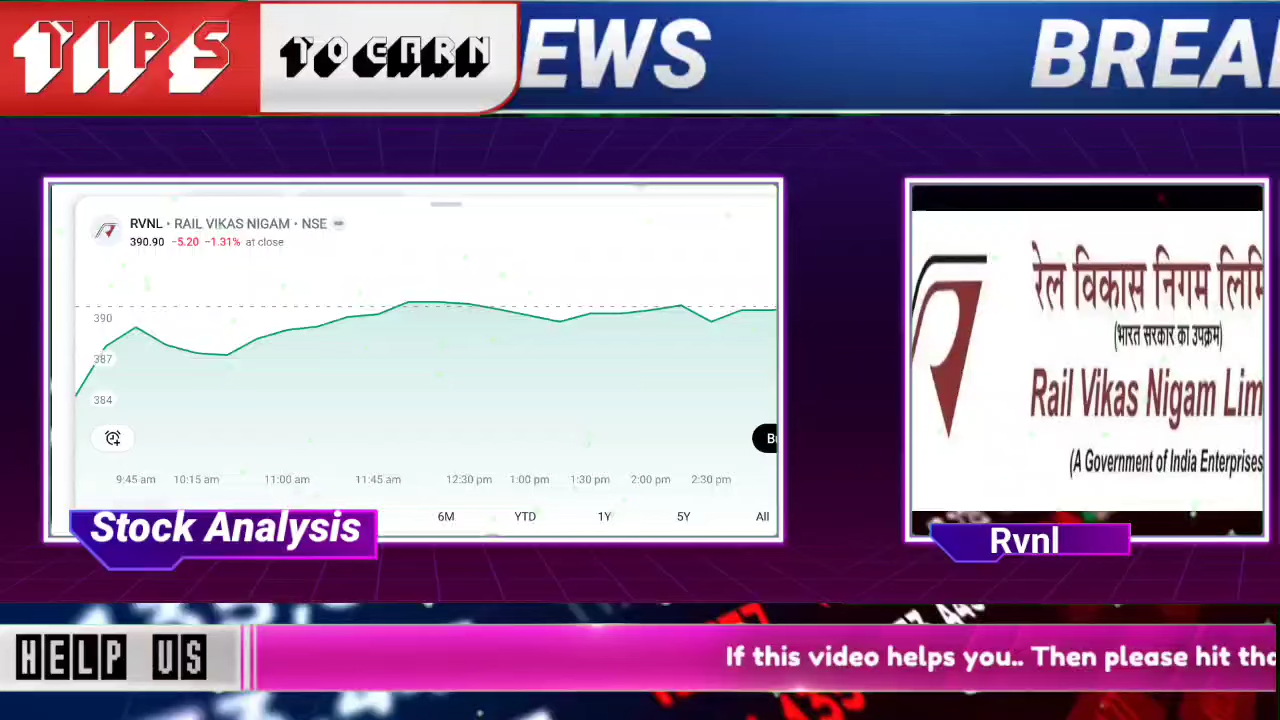 TIPS
TO EARN
EWS
BREA
RVNL • RAIL VIKAS NIGAM • NSE
390.90 −5.20 −1.31% at close
390
387
384
9:45 am 10:15 am 11:00 am 11:45 am 12:30 pm 1:00 pm 1:30 pm 2:00 pm 2:30 pm
6M YTD 1Y 5Y All
Stock Analysis
रेल विकास निगम लिमि
(भारत सरकार का उपक्रम)
Rail Vikas Nigam Lim
(A Government of India Enterprises
Rvnl
HELP US
If this video helps you.. Then please hit tha